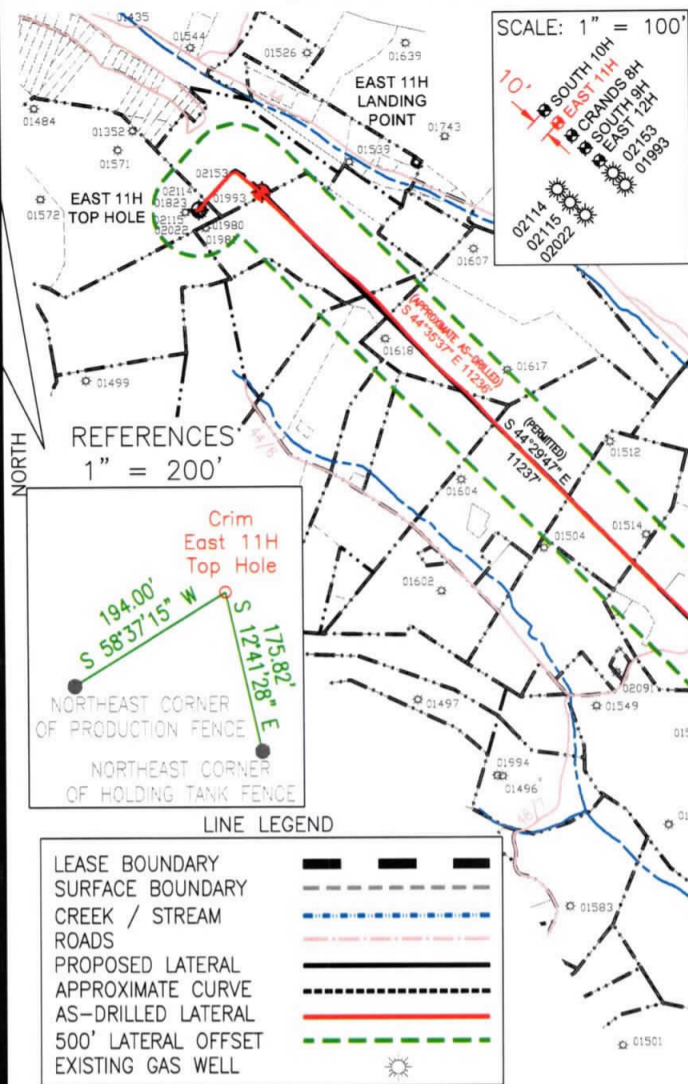 01435
01544
01526
01639
EAST 11H
LANDING
POINT
01484
01352
01571
01743
01539
02153
02114
01823
01993
EAST 11H
TOP HOLE
02115
02022
01980
01572
01607
SCALE: 1" = 100'
10'
SOUTH 10H
EAST 11H
CRANDS 8H
SOUTH 9H
EAST 12H
02153
01993
02114
02115
02022
(APPROXIMATE AS-DRILLED)
S 44°35'37" E 11236'
01618
01617
01499
(PERMITTED)
S 44°29'47" E
11237'
NORTH
REFERENCES
1" = 200'
44/6
01512
01604
01504
01514
01602
Crim
East 11H
Top Hole
194.00'
S 58°37'15" W
175.82'
S 12°41'28" E
NORTHEAST CORNER
OF PRODUCTION FENCE
NORTHEAST CORNER
OF HOLDING TANK FENCE
02091
01549
01497
01994
01496
48/7
01583
01501
LINE LEGEND
LEASE BOUNDARY
SURFACE BOUNDARY
CREEK / STREAM
ROADS
PROPOSED LATERAL
APPROXIMATE CURVE
AS-DRILLED LATERAL
500' LATERAL OFFSET
EXISTING GAS WELL